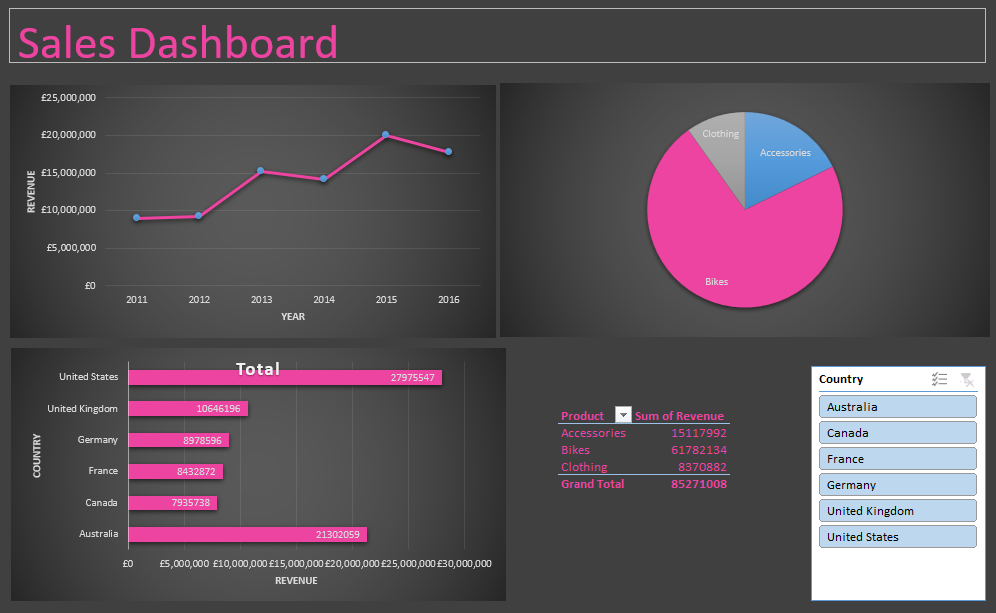 Sales Dashboard
£25,000,000
£20,000,000
£15,000,000
£10,000,000
£5,000,000
£0
REVENUE
2011 2012 2013 2014 2015 2016
YEAR
Clothing
Accessories
Bikes
Total
United States 27975547
United Kingdom 10646196
Germany 8978596
France 8432872
Canada 7935738
Australia 21302059
COUNTRY
£0 £5,000,000 £10,000,000 £15,000,000 £20,000,000 £25,000,000 £30,000,000
REVENUE
Product Sum of Revenue
Accessories 15117992
Bikes 61782134
Clothing 8370882
Grand Total 85271008
Country
Australia
Canada
France
Germany
United Kingdom
United States